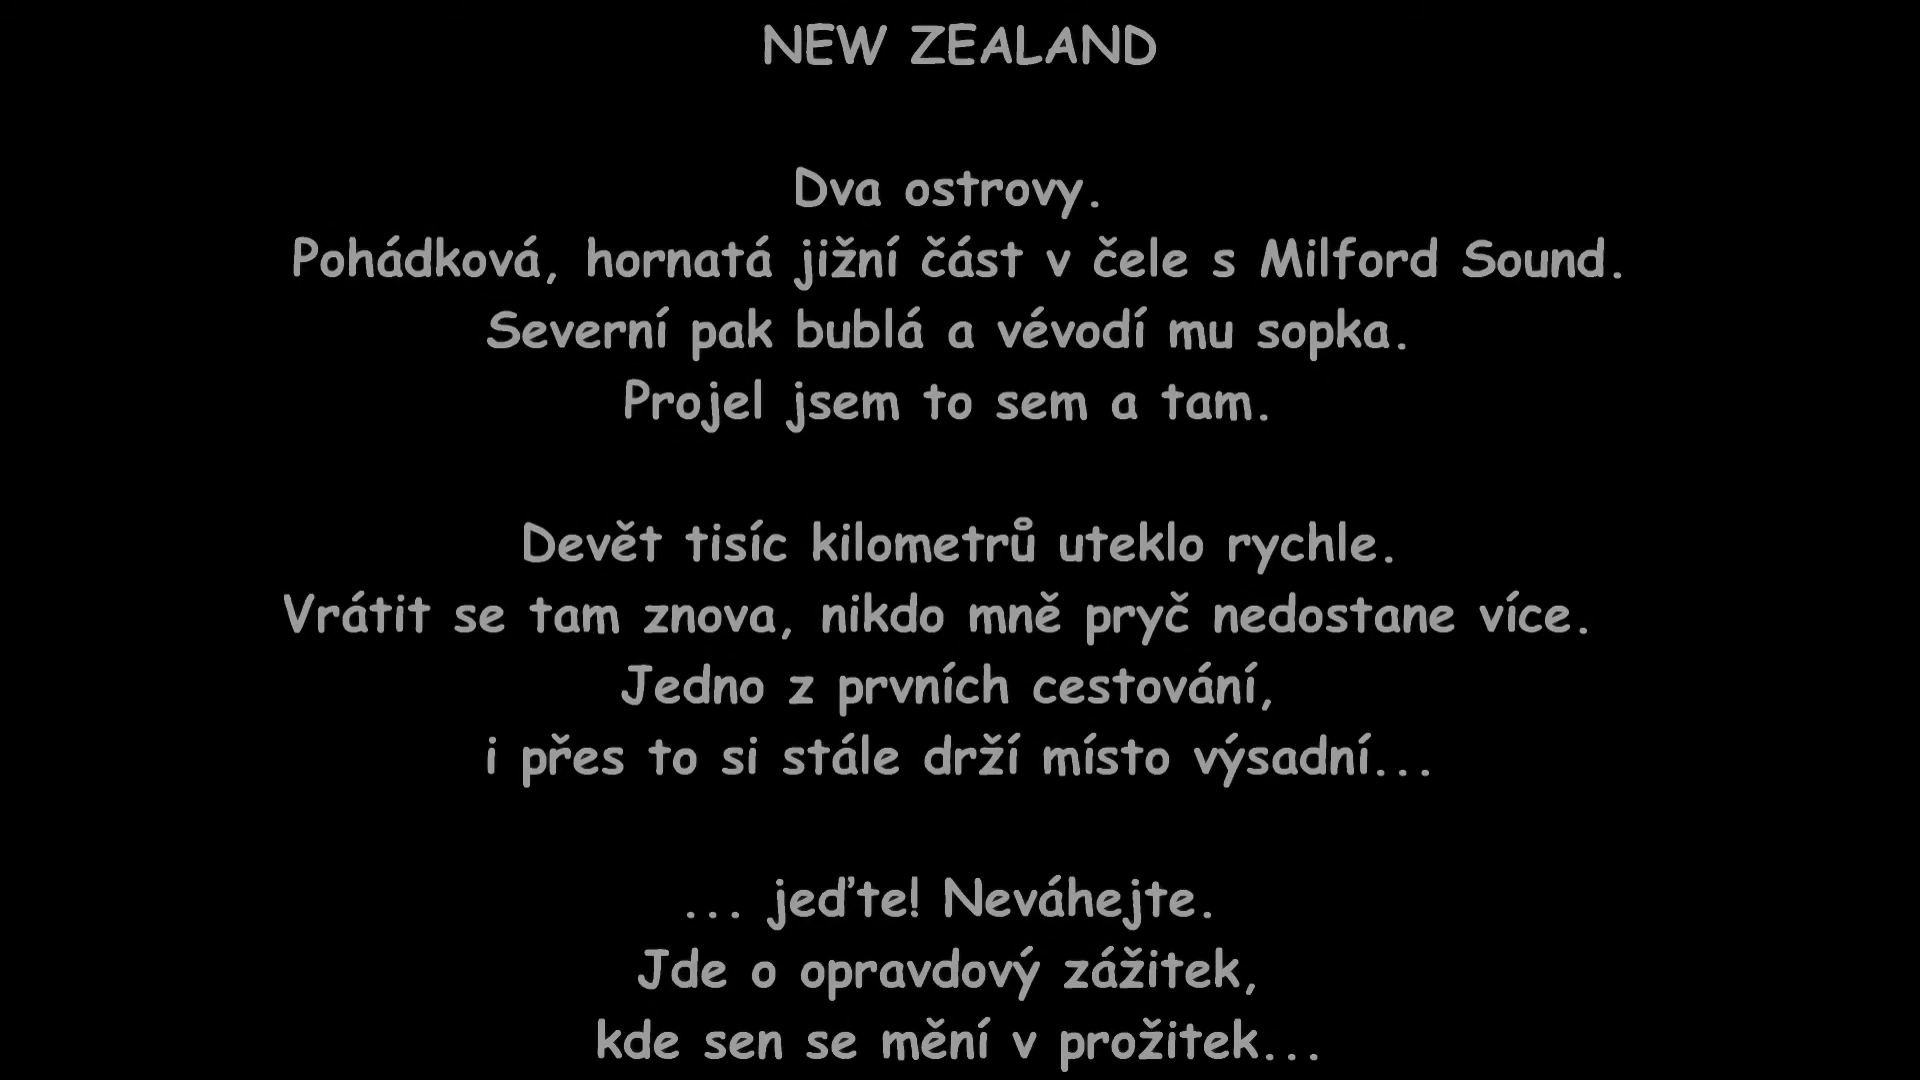 NEW ZEALAND
Dva ostrovy.
Pohádková, hornatá jižní část v čele s Milford Sound.
Severní pak bublá a vévodí mu sopka.
Projel jsem to sem a tam.
Devět tisíc kilometrů uteklo rychle.
Vrátit se tam znova, nikdo mně pryč nedostane více.
Jedno z prvních cestování,
i přes to si stále drží místo výsadní...
... jeďte! Neváhejte.
Jde o opravdový zážitek,
kde sen se mění v prožitek...